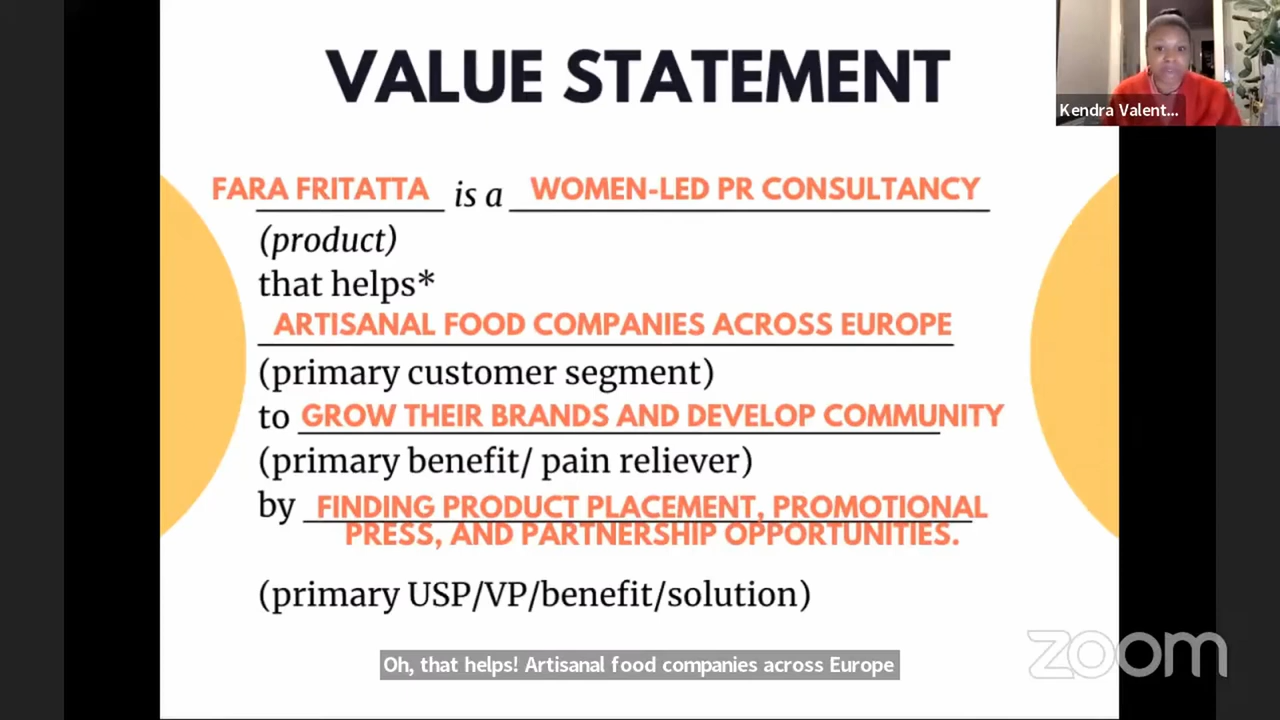 VALUE STATEMENT
Kendra Valent...
FARA FRITATTA is a WOMEN-LED PR CONSULTANCY
(product)
that helps*
ARTISANAL FOOD COMPANIES ACROSS EUROPE
(primary customer segment)
to GROW THEIR BRANDS AND DEVELOP COMMUNITY
(primary benefit/ pain reliever)
by FINDING PRODUCT PLACEMENT, PROMOTIONAL
PRESS, AND PARTNERSHIP OPPORTUNITIES.
(primary USP/VP/benefit/solution)
Oh, that helps! Artisanal food companies across Europe
zoom